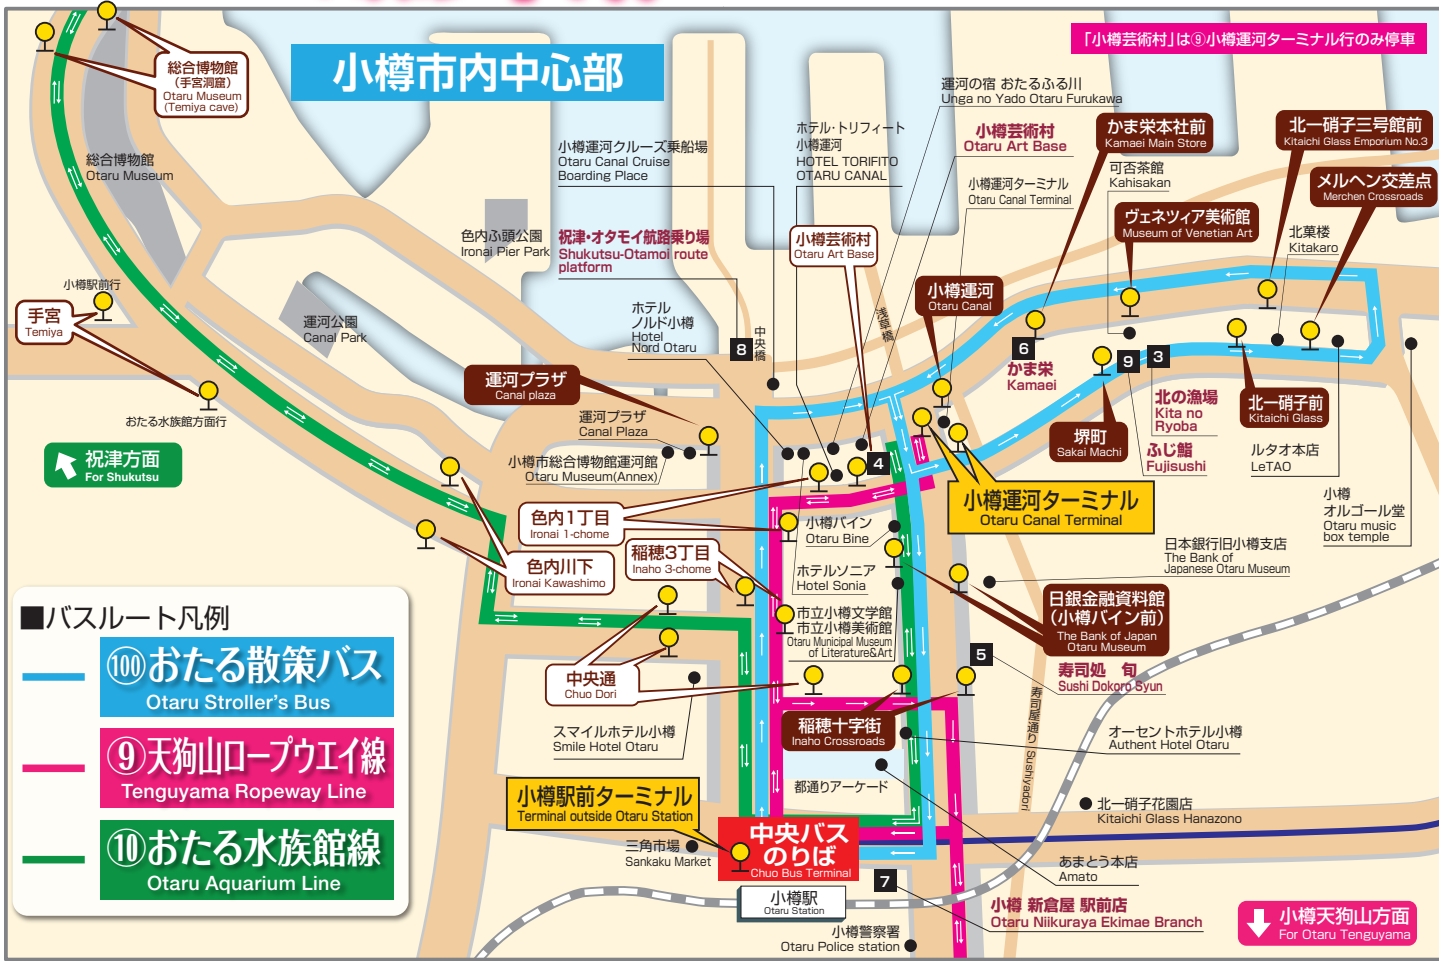 小樽市内中心部
「小樽芸術村」は⑨小樽運河ターミナル行のみ停車
総合博物館
(手宮洞窟)
Otaru Museum
(Temiya cave)
総合博物館
Otaru Museum
小樽運河クルーズ乗船場
Otaru Canal Cruise
Boarding Place
ホテル・トリフィート
小樽運河
HOTEL TORIFITO
OTARU CANAL
運河の宿 おたるふる川
Unga no Yado Otaru Furukawa
小樽芸術村
Otaru Art Base
小樽運河ターミナル
Otaru Canal Terminal
かま栄本社前
Kamaei Main Store
可否茶館
Kahisakan
北一硝子三号館前
Kitaichi Glass Emporium No.3
メルヘン交差点
Merchen Crossroads
ヴェネツィア美術館
Museum of Venetian Art
北菓楼
Kitakaro
色内ふ頭公園
Ironai Pier Park
祝津・オタモイ航路乗り場
Shukutsu-Otamoi route
platform
小樽芸術村
Otaru Art Base
小樽運河
Otaru Canal
小樽駅前行
手宮
Temiya
運河公園
Canal Park
ホテル
ノルド小樽
Hotel
Nord Otaru
8
中央橋
浅草橋
6
かま栄
Kamaei
9
3
北の漁場
Kita no
Ryoba
ふじ鮨
Fujisushi
堺町
Sakai Machi
北一硝子前
Kitaichi Glass
ルタオ本店
LeTAO
小樽
オルゴール堂
Otaru music
box temple
運河プラザ
Canal plaza
運河プラザ
Canal Plaza
小樽市総合博物館運河館
Otaru Museum(Annex)
おたる水族館方面行
祝津方面
For Shukutsu
4
小樽運河ターミナル
Otaru Canal Terminal
色内1丁目
Ironai 1-chome
小樽バイン
Otaru Bine
色内川下
Ironai Kawashimo
稲穂3丁目
Inaho 3-chome
ホテルソニア
Hotel Sonia
日本銀行旧小樽支店
The Bank of
Japanese Otaru Museum
日銀金融資料館
(小樽バイン前)
The Bank of Japan
Otaru Museum
市立小樽文学館
市立小樽美術館
Otaru Municipal Museum
of Literature&Art
5
寿司処 旬
Sushi Dokoro Syun
中央通
Chuo Dori
稲穂十字街
Inaho Crossroads
寿司屋通り Sushiyadori
スマイルホテル小樽
Smile Hotel Otaru
オーセントホテル小樽
Authent Hotel Otaru
都通りアーケード
小樽駅前ターミナル
Terminal outside Otaru Station
中央バス
のりば
Chuo Bus Terminal
三角市場
Sankaku Market
北一硝子花園店
Kitaichi Glass Hanazono
あまとう本店
Amato
7
小樽 新倉屋 駅前店
Otaru Niikuraya Ekimae Branch
小樽駅
Otaru Station
小樽警察署
Otaru Police station
小樽天狗山方面
For Otaru Tenguyama
■バスルート凡例
⑩⓪おたる散策バス
Otaru Stroller's Bus
⑨天狗山ロープウエイ線
Tenguyama Ropeway Line
⑩おたる水族館線
Otaru Aquarium Line